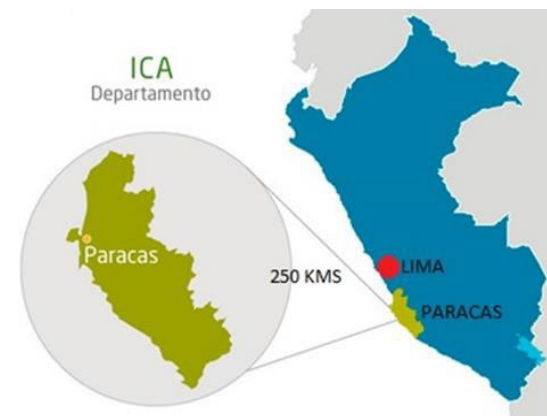 ICA
Departamento
Paracas
250 KMS
LIMA
PARACAS